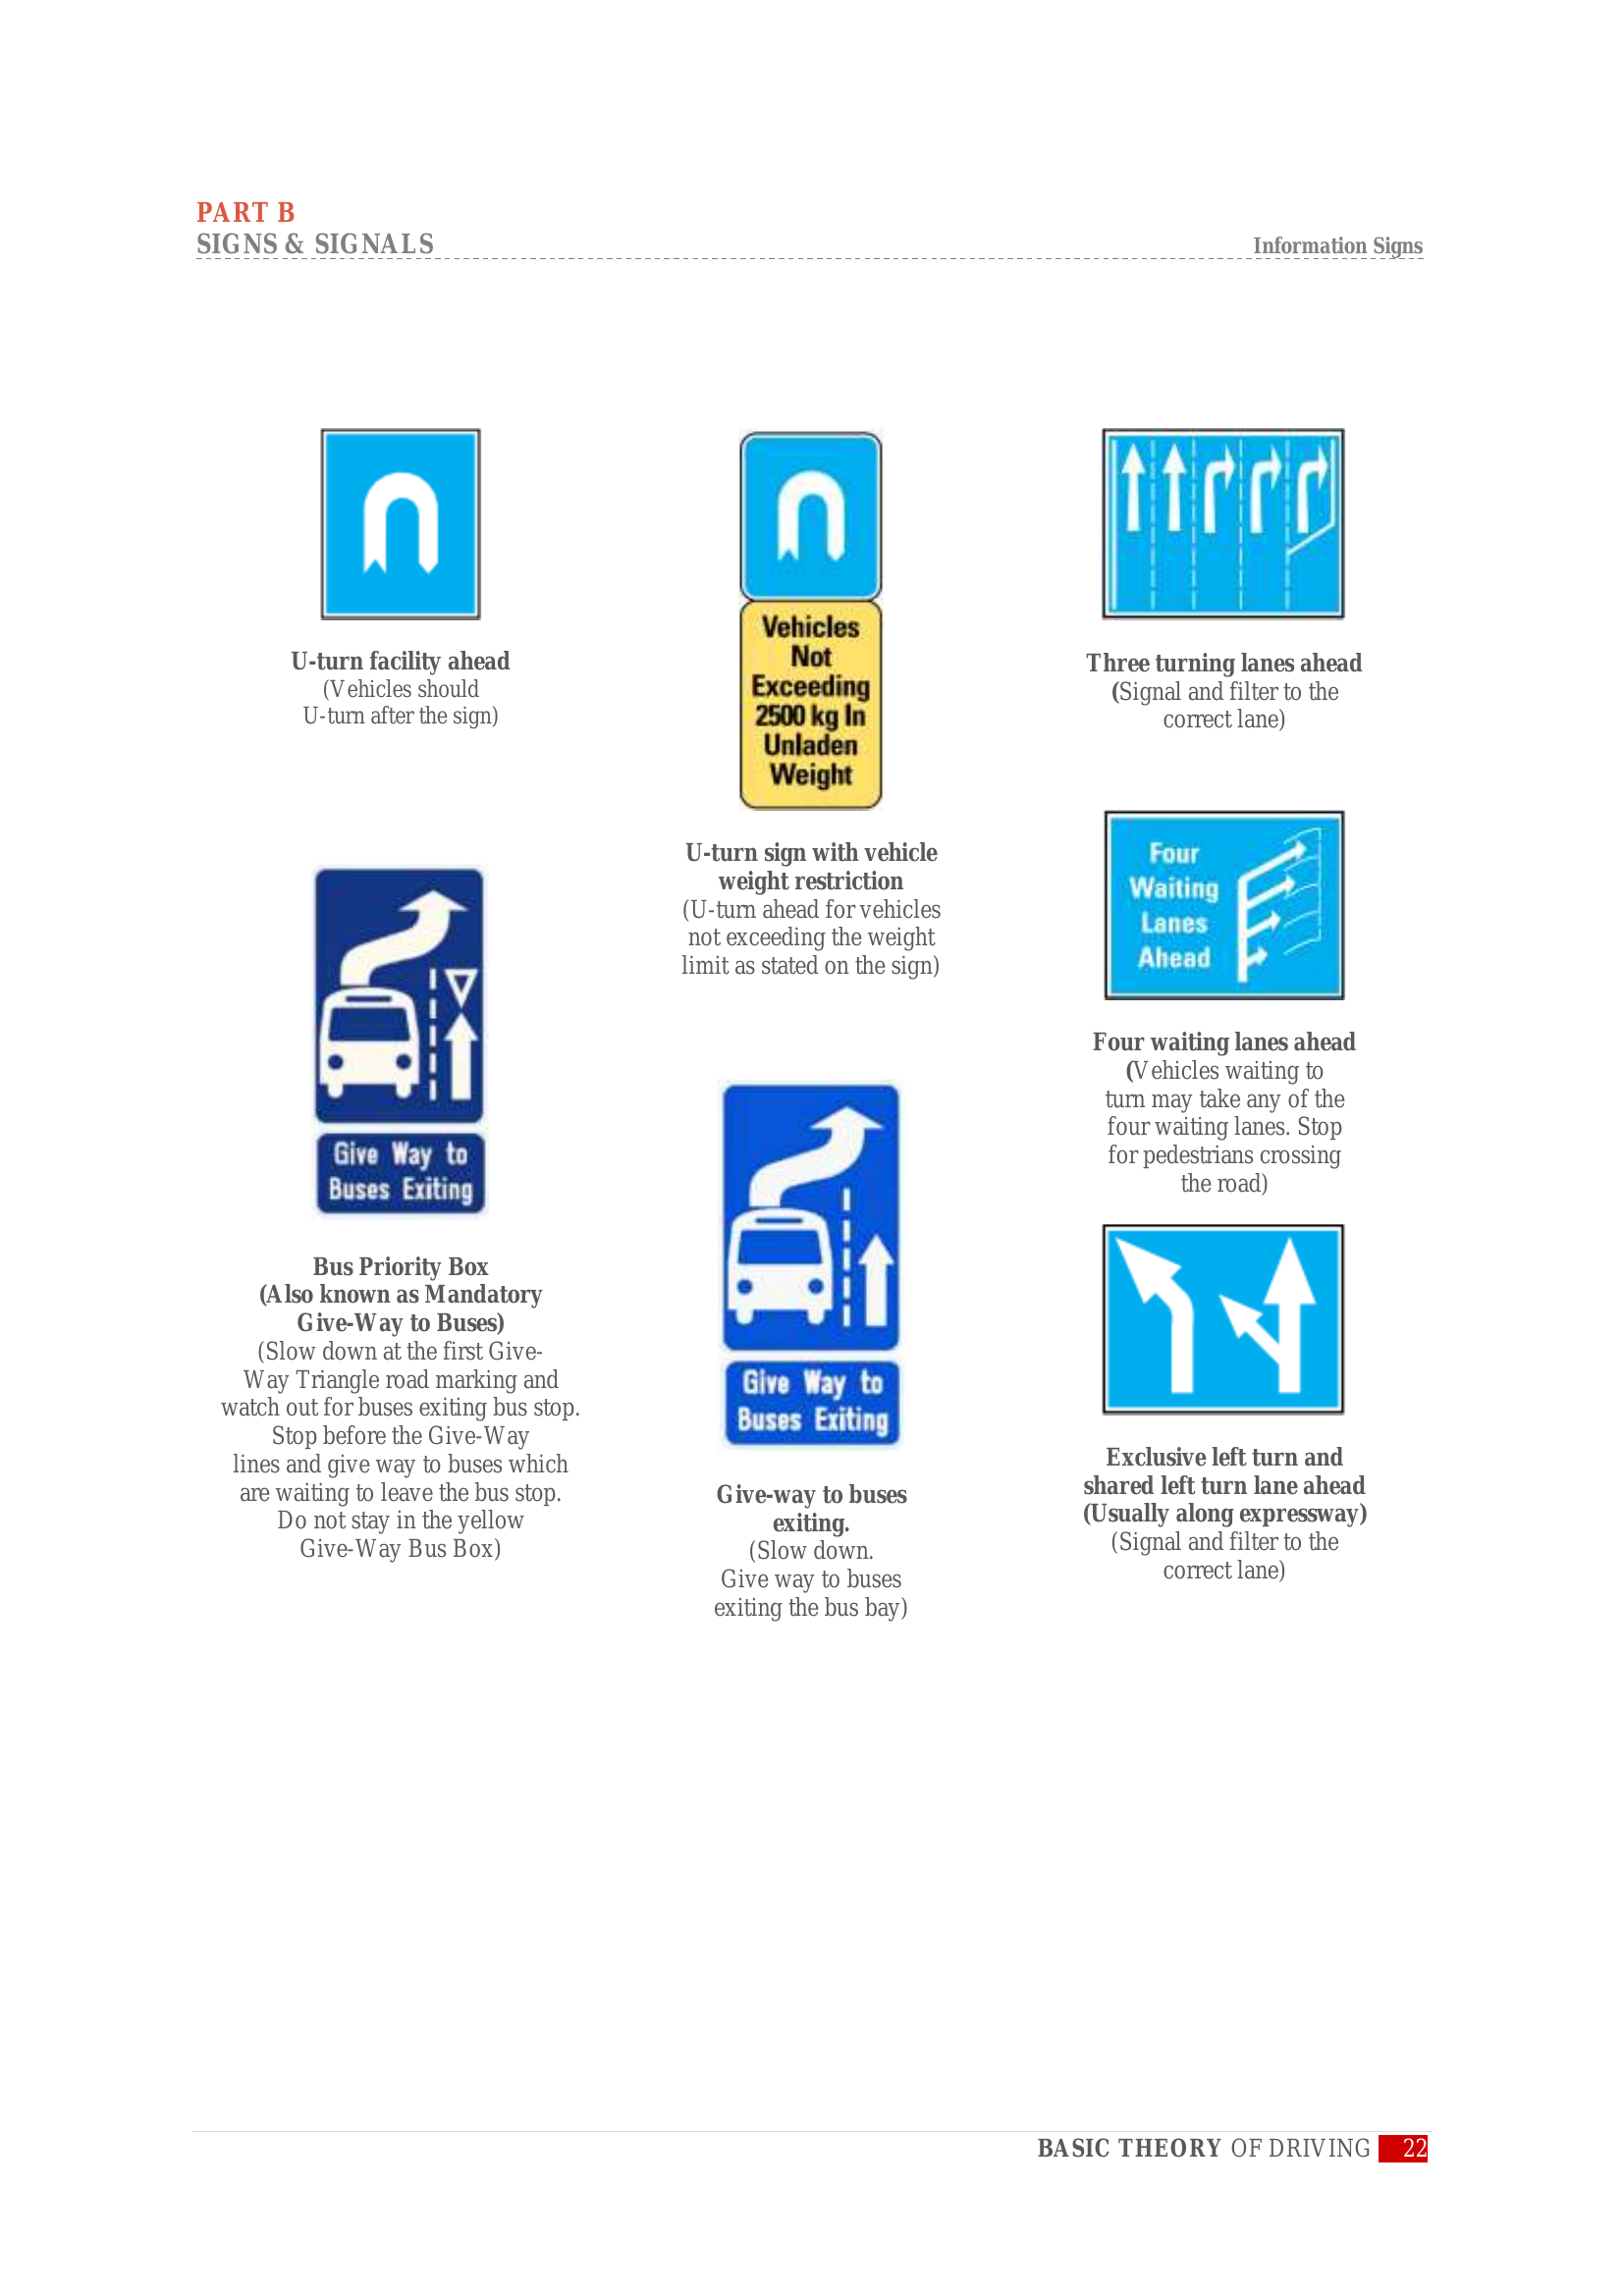 PART B
SIGNS & SIGNALS
Information Signs
U-turn facility ahead
(Vehicles should
U-turn after the sign)
Vehicles
Not
Exceeding
2500 kg In
Unladen
Weight
U-turn sign with vehicle
weight restriction
(U-turn ahead for vehicles
not exceeding the weight
limit as stated on the sign)
Three turning lanes ahead
(Signal and filter to the
correct lane)
Four
Waiting
Lanes
Ahead
Four waiting lanes ahead
(Vehicles waiting to
turn may take any of the
four waiting lanes. Stop
for pedestrians crossing
the road)
Give Way to
Buses Exiting
Bus Priority Box
(Also known as Mandatory
Give-Way to Buses)
(Slow down at the first Give-
Way Triangle road marking and
watch out for buses exiting bus stop.
Stop before the Give-Way
lines and give way to buses which
are waiting to leave the bus stop.
Do not stay in the yellow
Give-Way Bus Box)
Give Way to
Buses Exiting
Give-way to buses
exiting.
(Slow down.
Give way to buses
exiting the bus bay)
Exclusive left turn and
shared left turn lane ahead
(Usually along expressway)
(Signal and filter to the
correct lane)
BASIC THEORY OF DRIVING 22